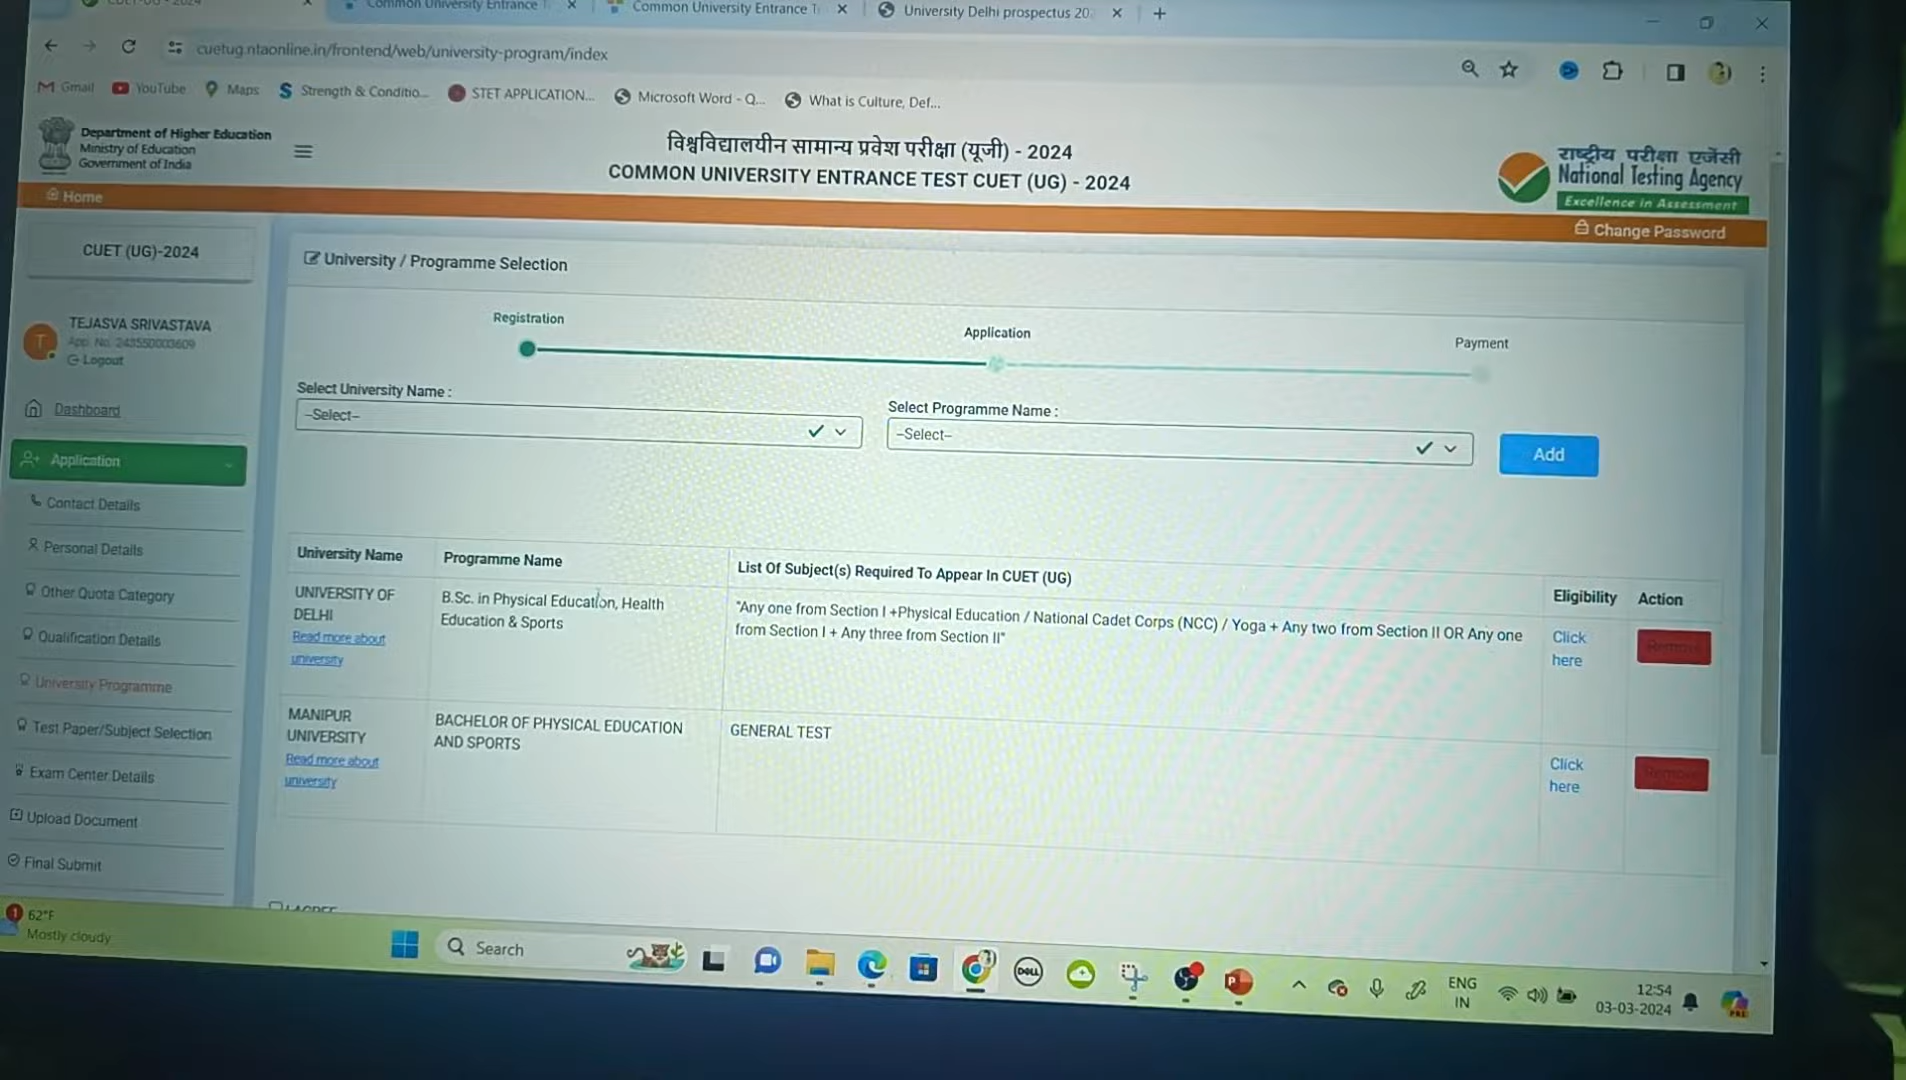 Common University Entrance T
Common University Entrance T
University Delhi prospectus 202
cuetug.ntaonline.in/frontend/web/university-program/index
Gmail
YouTube
Maps
Strength & Conditio...
STET APPLICATION...
Microsoft Word - Q...
What is Culture, Def...
Department of Higher Education
Ministry of Education
Government of India
विश्वविद्यालयीन सामान्य प्रवेश परीक्षा (यूजी) - 2024
COMMON UNIVERSITY ENTRANCE TEST CUET (UG) - 2024
राष्ट्रीय परीक्षा एजेंसी
National Testing Agency
Excellence in Assessment
Home
Change Password
CUET (UG)-2024
TEJASVA SRIVASTAVA
Appl. No. 243550003609
Logout
Dashboard
Application
Contact Details
Personal Details
Other Quota Category
Qualification Details
University Programme
Test Paper/Subject Selection
Exam Center Details
Upload Document
Final Submit
University / Programme Selection
Registration
Application
Payment
Select University Name :
--Select--
Select Programme Name :
--Select--
Add
University Name
Programme Name
List Of Subject(s) Required To Appear In CUET (UG)
Eligibility
Action
UNIVERSITY OF
DELHI
Read more about
university
B.Sc. in Physical Education, Health
Education & Sports
"Any one from Section I +Physical Education / National Cadet Corps (NCC) / Yoga + Any two from Section II OR Any one
from Section I + Any three from Section II"
Click
here
Remove
MANIPUR
UNIVERSITY
Read more about
university
BACHELOR OF PHYSICAL EDUCATION
AND SPORTS
GENERAL TEST
Click
here
Remove
I AGREE
1
62°F
Mostly cloudy
Search
DELL
ENG
IN
12:54
03-03-2024